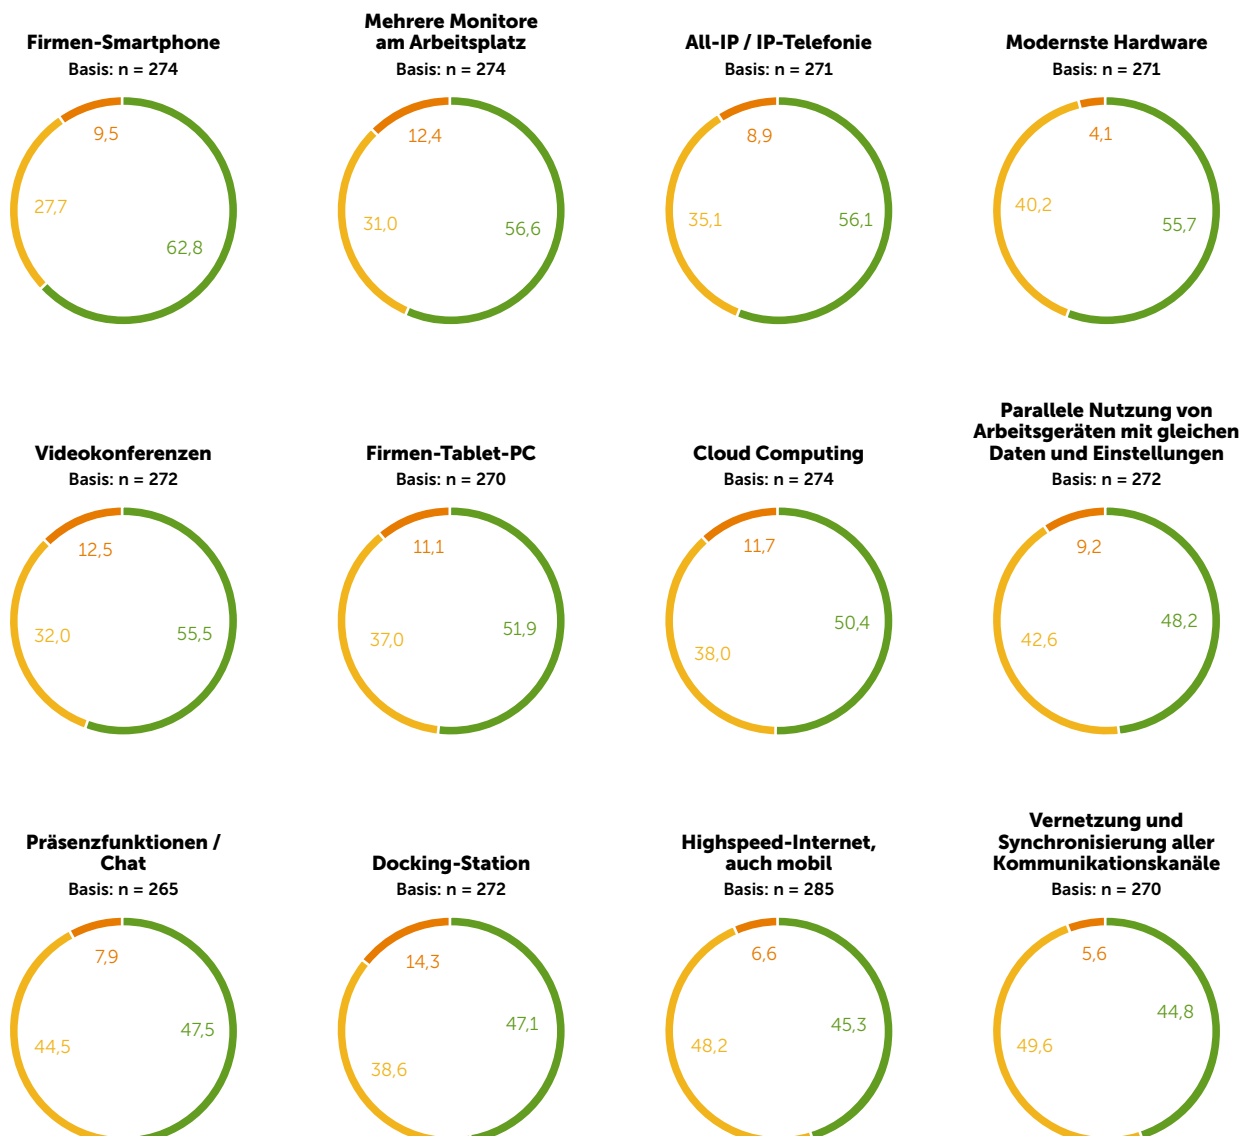 Firmen-Smartphone
Basis: n = 274
9,5
27,7
62,8
Mehrere Monitore
am Arbeitsplatz
Basis: n = 274
12,4
31,0
56,6
All-IP / IP-Telefonie
Basis: n = 271
8,9
35,1
56,1
Modernste Hardware
Basis: n = 271
4,1
40,2
55,7
Videokonferenzen
Basis: n = 272
12,5
32,0
55,5
Firmen-Tablet-PC
Basis: n = 270
11,1
37,0
51,9
Cloud Computing
Basis: n = 274
11,7
38,0
50,4
Parallele Nutzung von
Arbeitsgeräten mit gleichen
Daten und Einstellungen
Basis: n = 272
9,2
42,6
48,2
Präsenzfunktionen /
Chat
Basis: n = 265
7,9
44,5
47,5
Docking-Station
Basis: n = 272
14,3
38,6
47,1
Highspeed-Internet,
auch mobil
Basis: n = 285
6,6
48,2
45,3
Vernetzung und
Synchronisierung aller
Kommunikationskanäle
Basis: n = 270
5,6
49,6
44,8